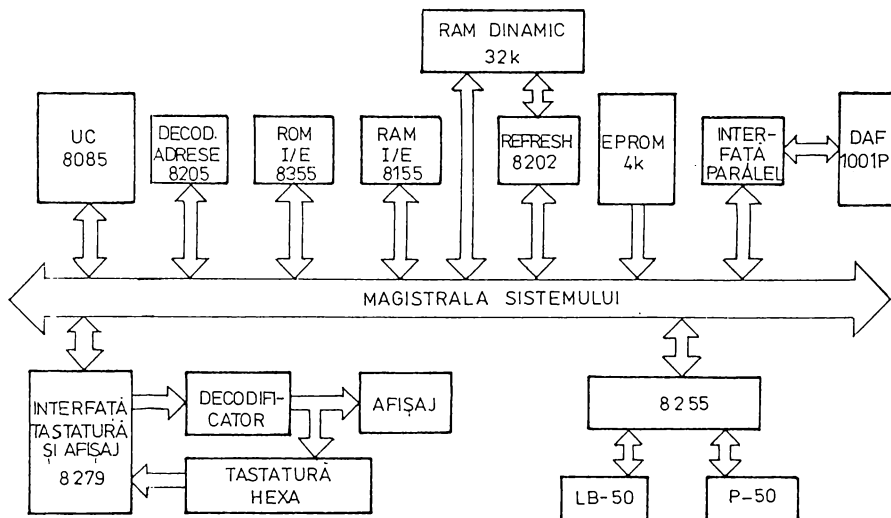 RAM DINAMIC
32k
UC
8085
DECOD.
ADRESE
8205
ROM
I/E
8355
RAM
I/E
8155
REFRESH
8202
EPROM
4k
INTER-
FAȚĂ
PARALEL
DAF
1001P
MAGISTRALA SISTEMULUI
INTERFAȚĂ
TASTATURĂ
ȘI AFIȘAJ
8279
DECODIFI-
CATOR
AFIȘAJ
TASTATURĂ
HEXA
8255
LB-50
P-50